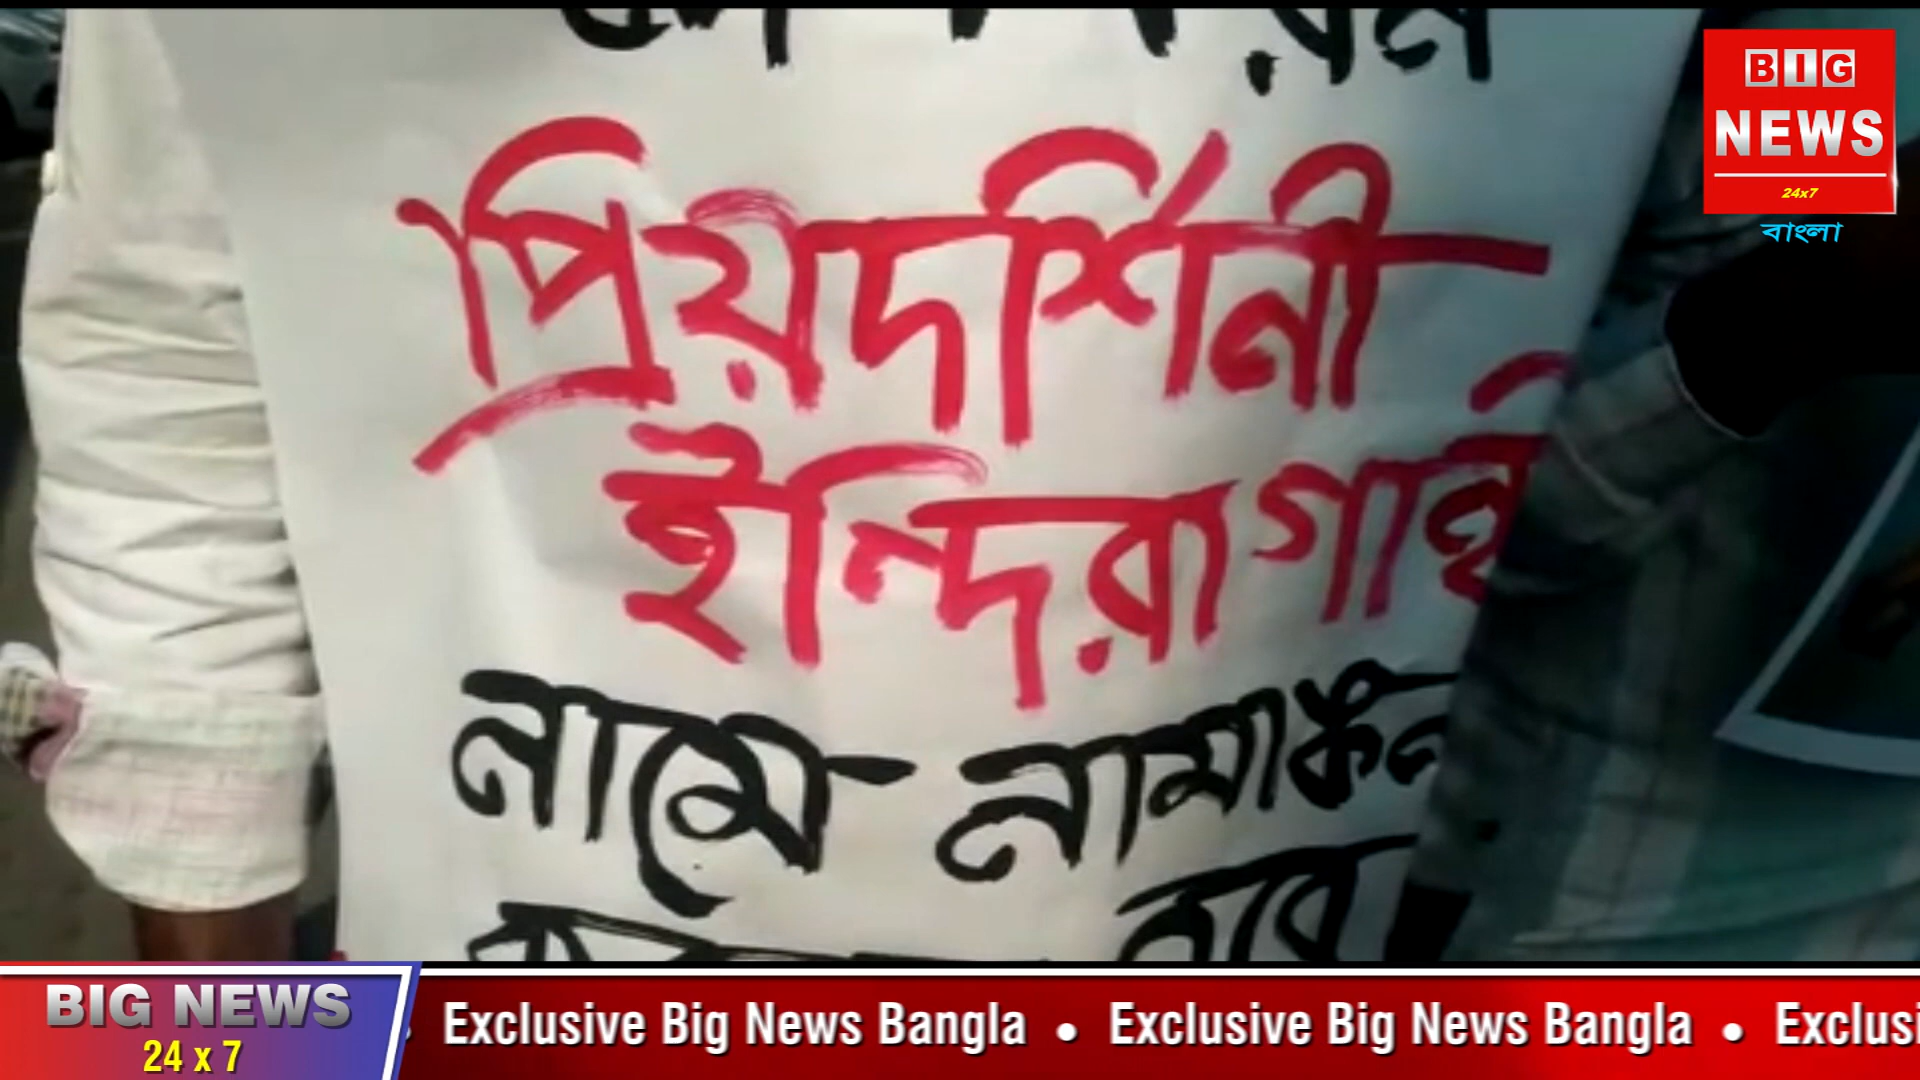 BIG
NEWS
24x7
বাংলা
প্রিয়দর্শিনী
ইন্দিরা
নামে নামাঙ্কন
BIG NEWS
24 x 7
Exclusive Big News Bangla • Exclusive Big News Bangla •